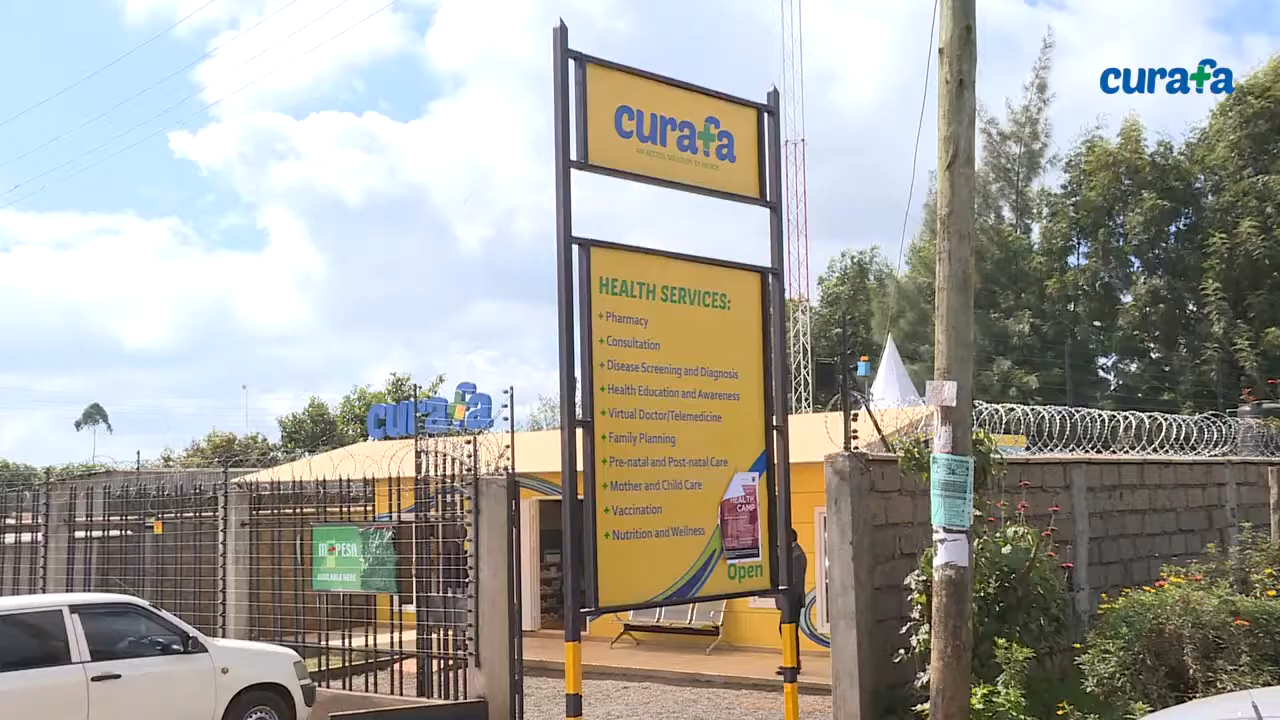 curafa
curafa
AN ACCESS SOLUTION BY MERCK
HEALTH SERVICES:
+ Pharmacy
+ Consultation
+ Disease Screening and Diagnosis
+ Health Education and Awareness
+ Virtual Doctor/Telemedicine
+ Family Planning
+ Pre-natal and Post-natal Care
+ Mother and Child Care
+ Vaccination
+ Nutrition and Wellness
HEALTH
CAMP
Open
curafa
M-PESA
AVAILABLE HERE